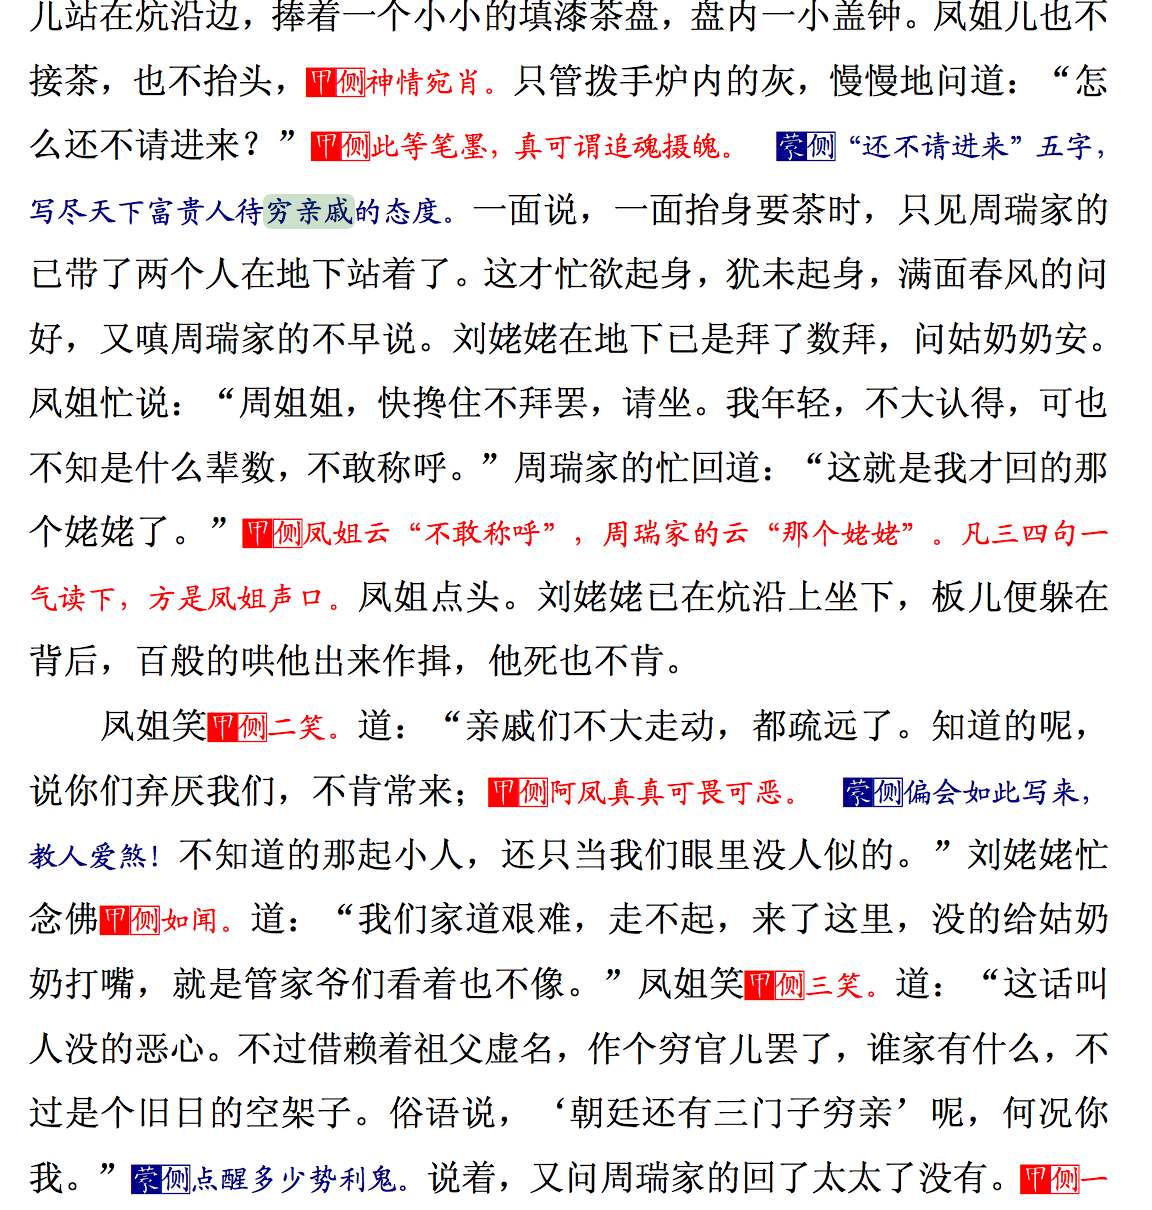 儿站在炕沿边，捧着一个小小的填漆茶盘，盘内一小盖钟。凤姐儿也不
接茶，也不抬头，甲侧神情宛肖。只管拨手炉内的灰，慢慢地问道：“怎
么还不请进来？”甲侧此等笔墨，真可谓追魂摄魄。 蒙侧“还不请进来”五字，
写尽天下富贵人待穷亲戚的态度。一面说，一面抬身要茶时，只见周瑞家的
已带了两个人在地下站着了。这才忙欲起身，犹未起身，满面春风的问
好，又嗔周瑞家的不早说。刘姥姥在地下已是拜了数拜，问姑奶奶安。
凤姐忙说：“周姐姐，快搀住不拜罢，请坐。我年轻，不大认得，可也
不知是什么辈数，不敢称呼。”周瑞家的忙回道：“这就是我才回的那
个姥姥了。”甲侧凤姐云“不敢称呼”，周瑞家的云“那个姥姥”。凡三四句一
气读下，方是凤姐声口。凤姐点头。刘姥姥已在炕沿上坐下，板儿便躲在
背后，百般的哄他出来作揖，他死也不肯。
凤姐笑甲侧二笑。道：“亲戚们不大走动，都疏远了。知道的呢，
说你们弃厌我们，不肯常来；甲侧阿凤真真可畏可恶。 蒙侧偏会如此写来，
教人爱煞！不知道的那起小人，还只当我们眼里没人似的。”刘姥姥忙
念佛甲侧如闻。道：“我们家道艰难，走不起，来了这里，没的给姑奶
奶打嘴，就是管家爷们看着也不像。”凤姐笑甲侧三笑。道：“这话叫
人没的恶心。不过借赖着祖父虚名，作个穷官儿罢了，谁家有什么，不
过是个旧日的空架子。俗语说，‘朝廷还有三门子穷亲’呢，何况你
我。”蒙侧点醒多少势利鬼。说着，又问周瑞家的回了太太了没有。甲侧一